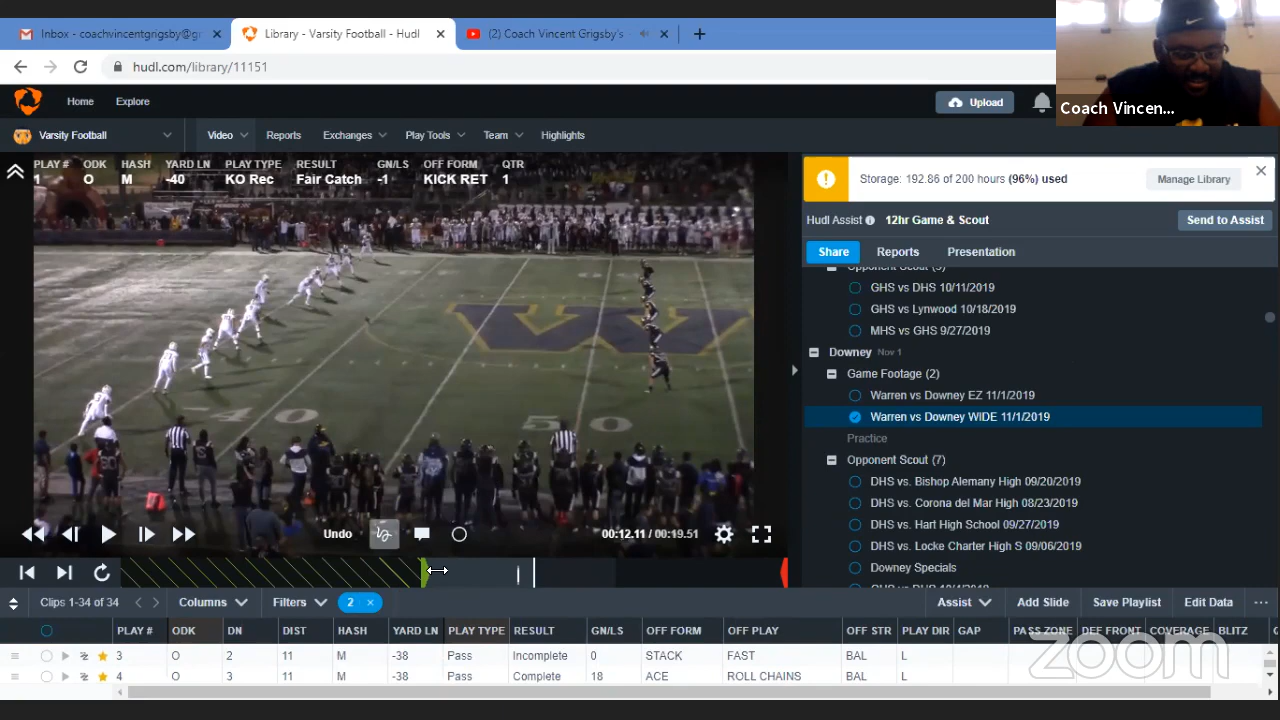 Inbox - coachvincentgrigsby@gr
Library - Varsity Football - Hudl
(2) Coach Vincent Grigsby's
hudl.com/library/11151
Coach Vincen...
Home
Explore
Upload
Varsity Football
Video
Reports
Exchanges
Play Tools
Team
Highlights
PLAY # ODK HASH YARD LN PLAY TYPE RESULT GN/LS OFF FORM QTR
1 O M -40 KO Rec Fair Catch -1 KICK RET 1
Storage: 192.86 of 200 hours (96%) used
Manage Library
Hudl Assist
12hr Game & Scout
Send to Assist
Share
Reports
Presentation
GHS vs DHS 10/11/2019
GHS vs Lynwood 10/18/2019
MHS vs GHS 9/27/2019
Downey Nov 1
Game Footage (2)
Warren vs Downey EZ 11/1/2019
Warren vs Downey WIDE 11/1/2019
Practice
Opponent Scout (7)
DHS vs. Bishop Alemany High 09/20/2019
DHS vs. Corona del Mar High 08/23/2019
DHS vs. Hart High School 09/27/2019
DHS vs. Locke Charter High S 09/06/2019
Downey Specials
W
-40
50
Undo
00:12.11 / 00:19.51
Clips 1-34 of 34
Columns
Filters
2 ×
Assist
Add Slide
Save Playlist
Edit Data
PLAY # ODK DN DIST HASH YARD LN PLAY TYPE RESULT GN/LS OFF FORM OFF PLAY OFF STR PLAY DIR GAP PASS ZONE DEF FRONT COVERAGE BLITZ
3 O 2 11 M -38 Pass Incomplete 0 STACK FAST BAL L
4 O 3 11 M -38 Pass Complete 18 ACE ROLL CHAINS BAL L
zoom